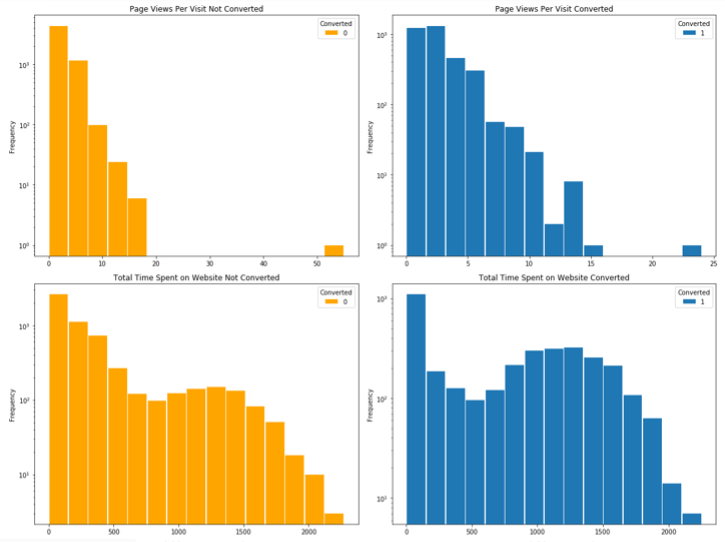 Page Views Per Visit Not Converted
Converted
0
Frequency
10³
10²
10¹
10⁰
0 10 20 30 40 50
Page Views Per Visit Converted
Converted
1
Frequency
10³
10²
10¹
10⁰
0 5 10 15 20 25
Total Time Spent on Website Not Converted
Converted
0
Frequency
10³
10²
10¹
0 500 1000 1500 2000
Total Time Spent on Website Converted
Converted
1
Frequency
10³
10²
10¹
0 500 1000 1500 2000